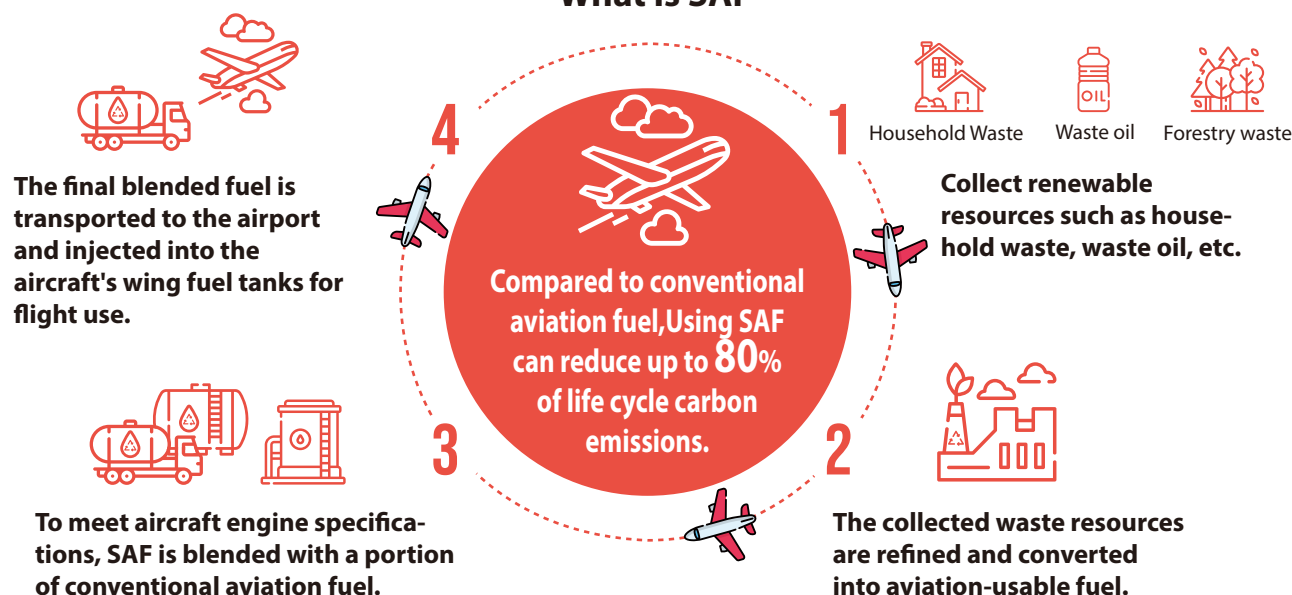 What is SAF
1
Household Waste
Waste oil
OIL
Forestry waste
Collect renewable
resources such as house-
hold waste, waste oil, etc.
2
The collected waste resources
are refined and converted
into aviation-usable fuel.
3
To meet aircraft engine specifica-
tions, SAF is blended with a portion
of conventional aviation fuel.
4
The final blended fuel is
transported to the airport
and injected into the
aircraft's wing fuel tanks for
flight use.
Compared to conventional
aviation fuel,Using SAF
can reduce up to 80%
of life cycle carbon
emissions.